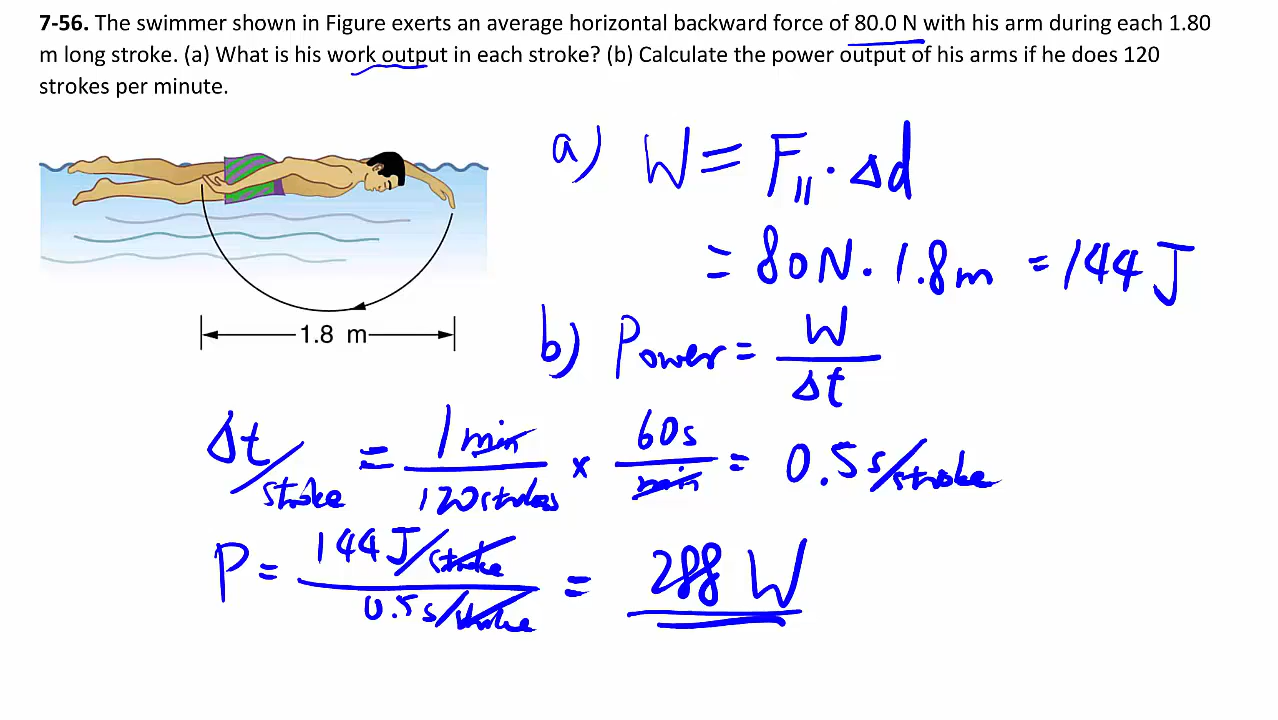 7-56. The swimmer shown in Figure exerts an average horizontal backward force of 80.0 N with his arm during each 1.80
m long stroke. (a) What is his work output in each stroke? (b) Calculate the power output of his arms if he does 120
strokes per minute.
a) W = F∥ · Δd
= 80N · 1.8m = 144 J
1.8 m
b) Power = W / Δt
Δt/stroke = 1 min / 120 strokes × 60s / min = 0.5 s/stroke
P = 144 J/stroke / 0.5 s/stroke = 288 W